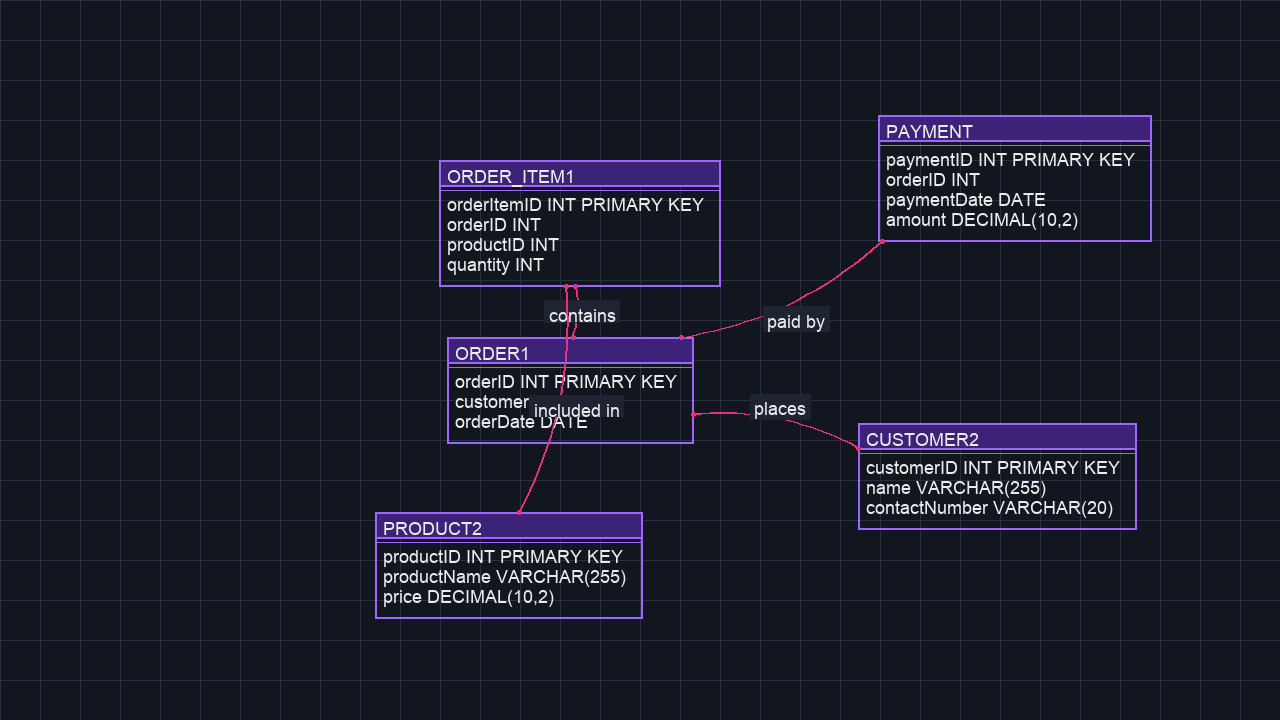 PAYMENT
paymentID INT PRIMARY KEY
orderID INT
paymentDate DATE
amount DECIMAL(10,2)
ORDER_ITEM1
orderItemID INT PRIMARY KEY
orderID INT
productID INT
quantity INT
contains
paid by
ORDER1
orderID INT PRIMARY KEY
customer
included in
orderDate DATE
places
CUSTOMER2
customerID INT PRIMARY KEY
name VARCHAR(255)
contactNumber VARCHAR(20)
PRODUCT2
productID INT PRIMARY KEY
productName VARCHAR(255)
price DECIMAL(10,2)